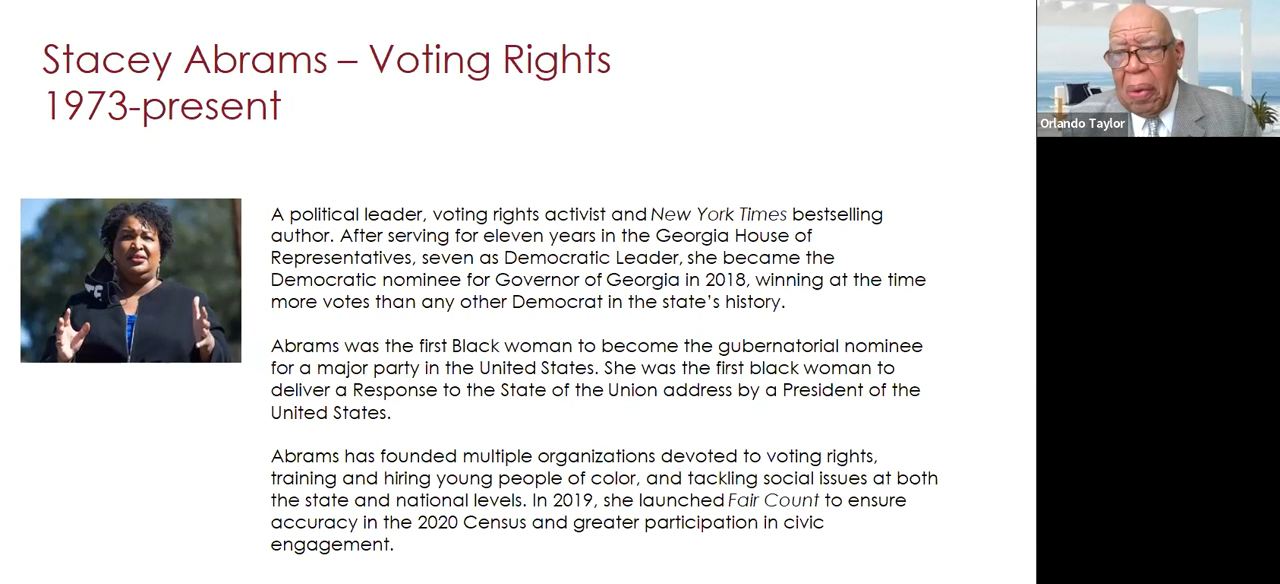 Stacey Abrams – Voting Rights
1973-present
Orlando Taylor
A political leader, voting rights activist and New York Times bestselling
author. After serving for eleven years in the Georgia House of
Representatives, seven as Democratic Leader, she became the
Democratic nominee for Governor of Georgia in 2018, winning at the time
more votes than any other Democrat in the state’s history.
Abrams was the first Black woman to become the gubernatorial nominee
for a major party in the United States. She was the first black woman to
deliver a Response to the State of the Union address by a President of the
United States.
Abrams has founded multiple organizations devoted to voting rights,
training and hiring young people of color, and tackling social issues at both
the state and national levels. In 2019, she launched Fair Count to ensure
accuracy in the 2020 Census and greater participation in civic
engagement.